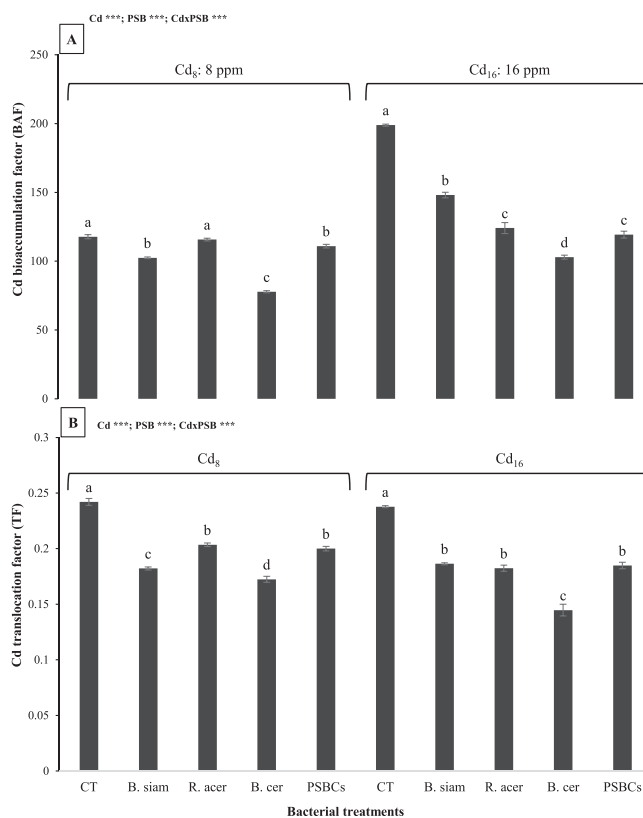 Cd ***; PSB ***; CdxPSB ***
A
Cd8: 8 ppm
Cd16: 16 ppm
Cd bioaccumulation factor (BAF)
250
200
150
100
50
0
a
b
a
c
b
a
b
c
d
c
B
Cd ***; PSB ***; CdxPSB ***
Cd8
Cd16
Cd translocation factor (TF)
0.3
0.25
0.2
0.15
0.1
0.05
0
a
c
b
d
b
a
b
b
c
b
CT B. siam R. acer B. cer PSBCs CT B. siam R. acer B. cer PSBCs
Bacterial treatments